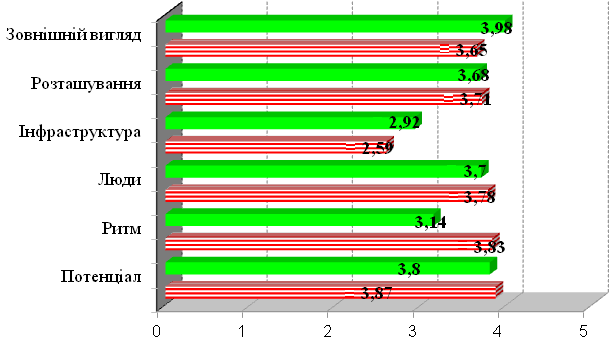 Зовнішній вигляд
3,98
3,65
Розташування
3,68
3,71
Інфраструктура
2,92
2,59
Люди
3,7
3,78
Ритм
3,14
3,83
Потенціал
3,8
3,87
0 1 2 3 4 5